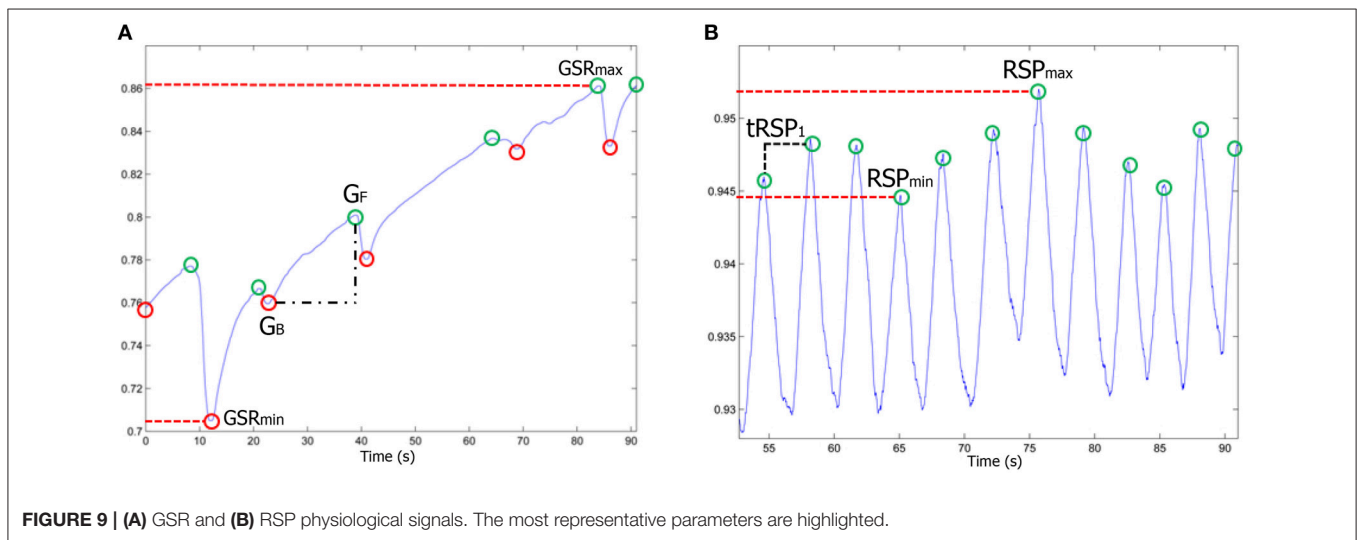 A
B
GSRmax
0.86
0.84
0.82
0.8
0.78
0.76
0.74
0.72
0.7
GF
GB
GSRmin
0 10 20 30 40 50 60 70 80 90
Time (s)
RSPmax
tRSP1
RSPmin
0.95
0.945
0.94
0.935
0.93
55 60 65 70 75 80 85 90
Time (s)
FIGURE 9 | (A) GSR and (B) RSP physiological signals. The most representative parameters are highlighted.